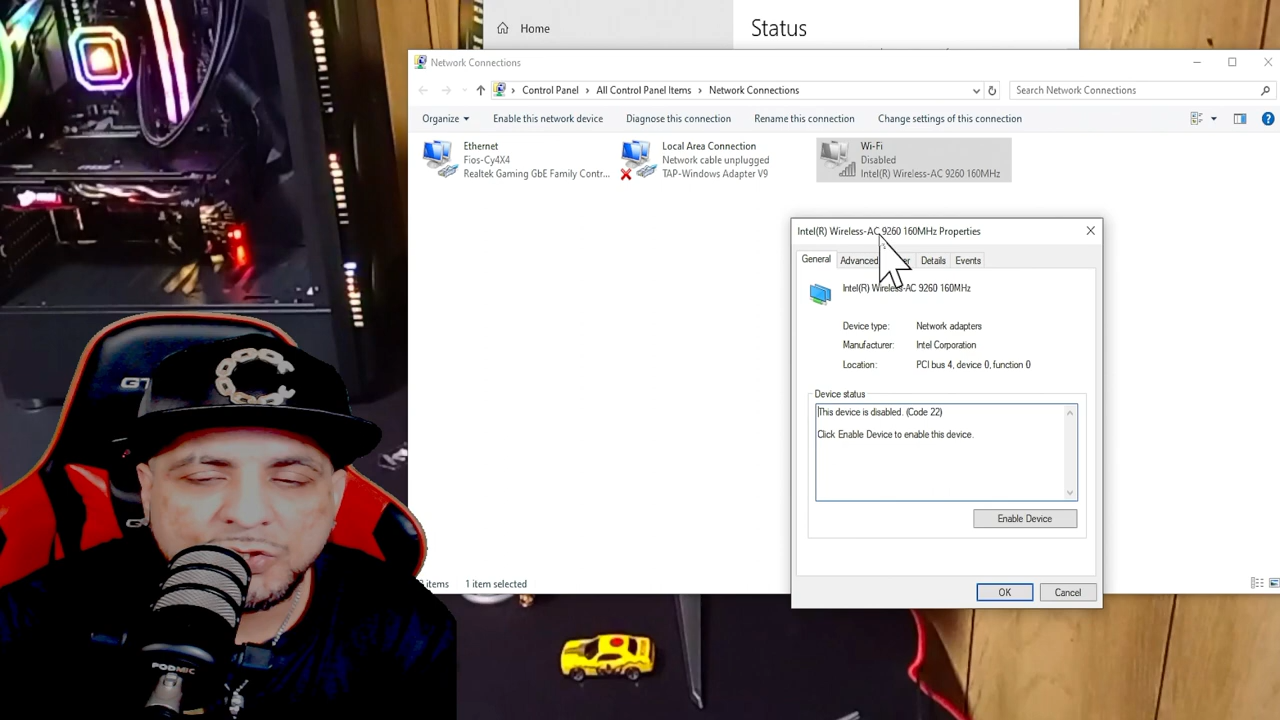 Home
Status
Network Connections
Control Panel > All Control Panel Items > Network Connections
Search Network Connections
Organize
Enable this network device
Diagnose this connection
Rename this connection
Change settings of this connection
Ethernet
Fios-Cy4X4
Realtek Gaming GbE Family Contr...
Local Area Connection
Network cable unplugged
TAP-Windows Adapter V9
Wi-Fi
Disabled
Intel(R) Wireless-AC 9260 160MHz
Intel(R) Wireless-AC 9260 160MHz Properties
General
Advanced
Details
Events
Intel(R) Wireless-AC 9260 160MHz
Device type: Network adapters
Manufacturer: Intel Corporation
Location: PCI bus 4, device 0, function 0
Device status
This device is disabled. (Code 22)
Click Enable Device to enable this device.
Enable Device
OK
Cancel
items
1 item selected
PODMIC